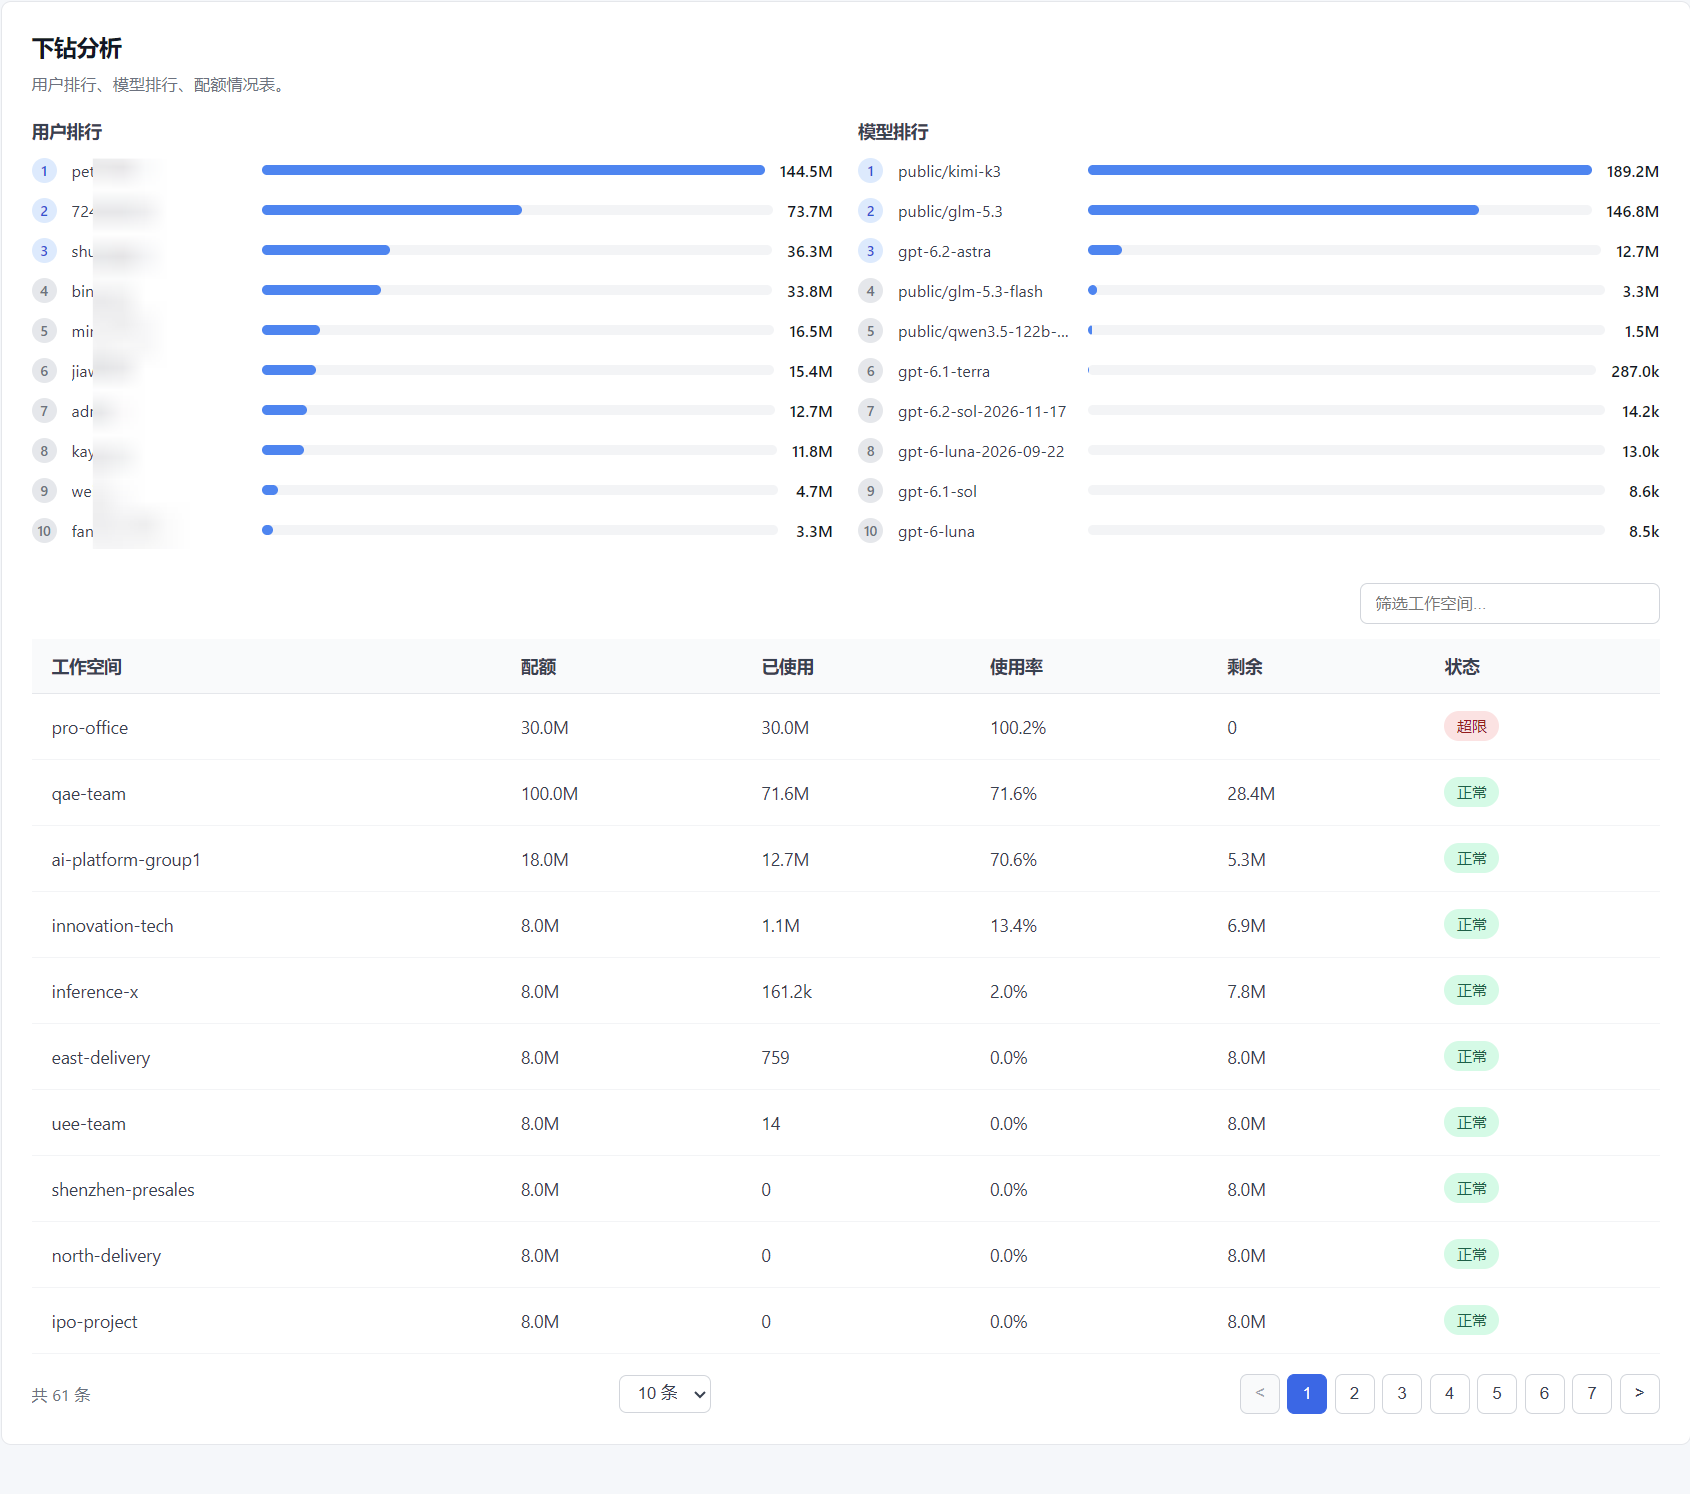 下钻分析
用户排行、模型排行、配额情况表。
用户排行
1 pet 144.5M
2 724 73.7M
3 shu 36.3M
4 bin 33.8M
5 16.5M
6 15.4M
7 12.7M
8 kay 11.8M
9 we 4.7M
10 fan 3.3M
模型排行
1 public/kimi-k3 189.2M
2 public/glm-5.3 146.8M
3 gpt-6.2-astra 12.7M
4 public/glm-5.3-flash 3.3M
5 public/qwen3.5-122b-... 1.5M
6 gpt-6.1-terra 287.0k
7 gpt-6.2-sol-2026-11-17 14.2k
8 gpt-6-luna-2026-09-22 13.0k
9 gpt-6.1-sol 8.6k
10 gpt-6-luna 8.5k
筛选工作空间...
工作空间 配额 已使用 使用率 剩余 状态
pro-office 30.0M 30.0M 100.2% 0 超限
qae-team 100.0M 71.6M 71.6% 28.4M 正常
ai-platform-group1 18.0M 12.7M 70.6% 5.3M 正常
innovation-tech 8.0M 1.1M 13.4% 6.9M 正常
inference-x 8.0M 161.2k 2.0% 7.8M 正常
east-delivery 8.0M 759 0.0% 8.0M 正常
uee-team 8.0M 14 0.0% 8.0M 正常
shenzhen-presales 8.0M 0 0.0% 8.0M 正常
north-delivery 8.0M 0 0.0% 8.0M 正常
ipo-project 8.0M 0 0.0% 8.0M 正常
共 61 条 10 条 < 1 2 3 4 5 6 7 >